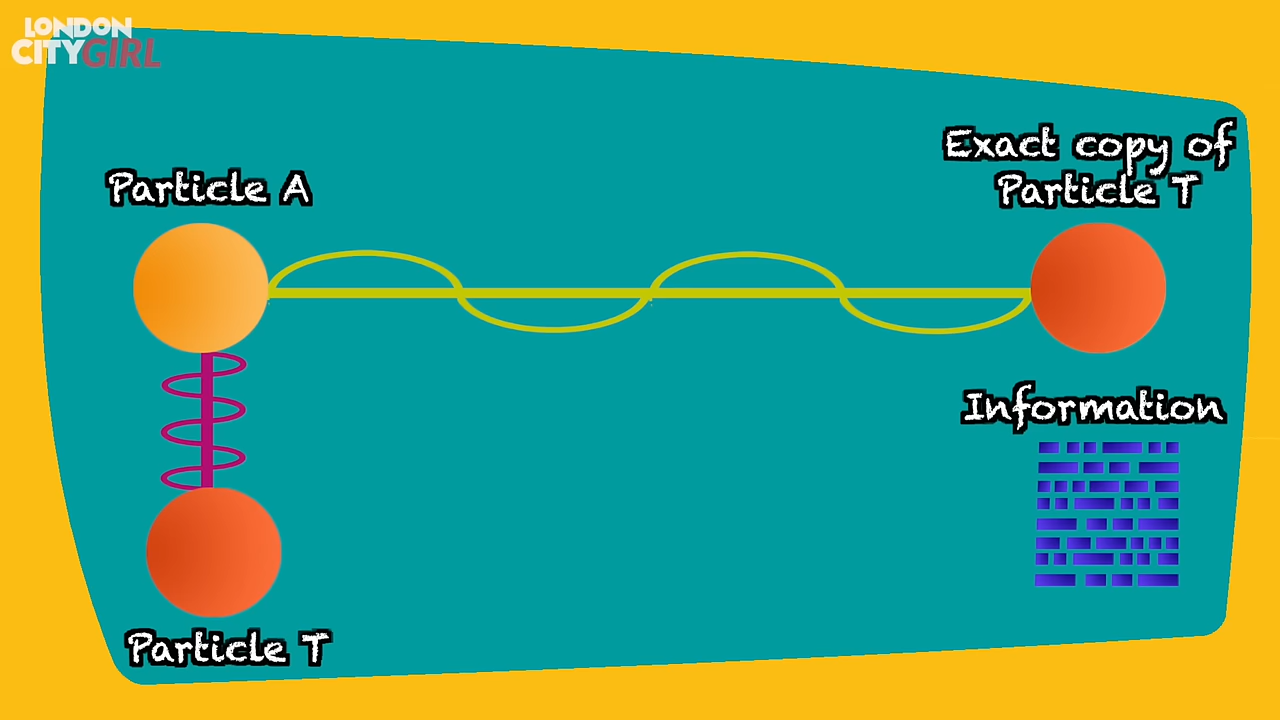 LONDON
CITYGIRL
Exact copy of
Particle T
Particle A
Information
Particle T